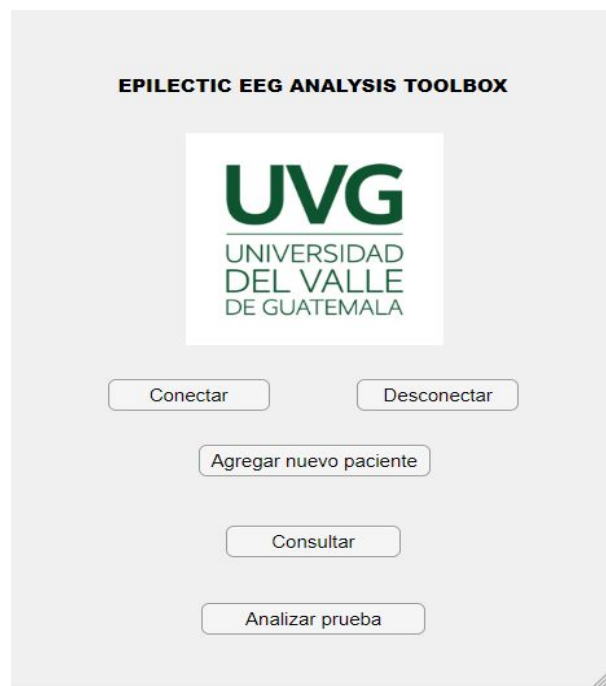 EPILECTIC EEG ANALYSIS TOOLBOX
UVG
UNIVERSIDAD
DEL VALLE
DE GUATEMALA
Conectar
Desconectar
Agregar nuevo paciente
Consultar
Analizar prueba